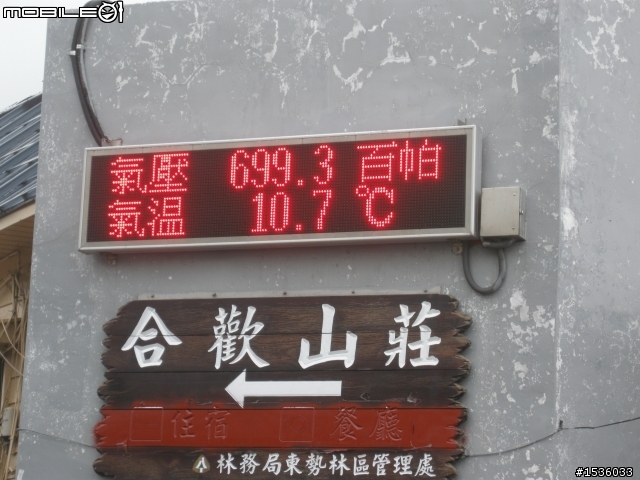 MOBILE01
氣壓 699.3 百帕
氣溫 10.7 ℃
合歡山莊
住宿 餐廳
林務局東勢林區管理處
#1536033